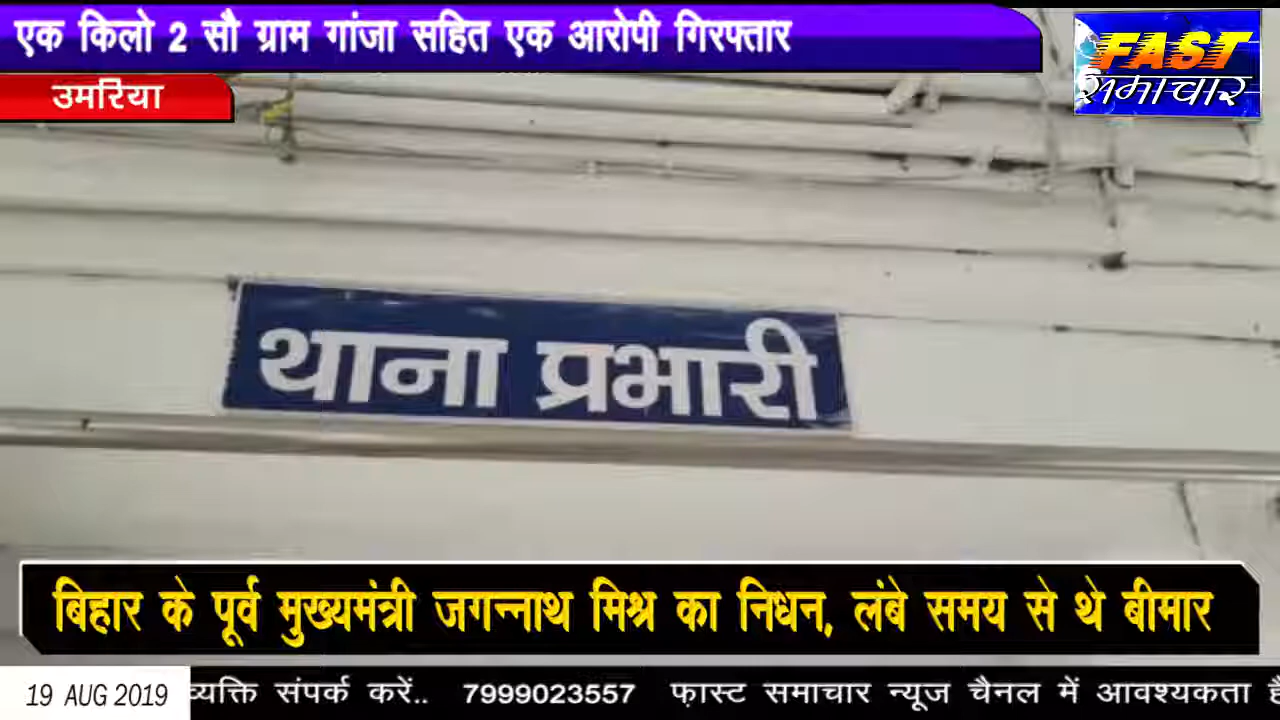 एक किलो 2 सौ ग्राम गांजा सहित एक आरोपी गिरफ्तार
FAST
समाचार
उमरिया
थाना प्रभारी
बिहार के पूर्व मुख्यमंत्री जगन्नाथ मिश्र का निधन, लंबे समय से थे बीमार
19 AUG 2019 व्यक्ति संपर्क करें.. 7999023557 फ़ास्ट समाचार न्यूज चैनल में आवश्यकता है